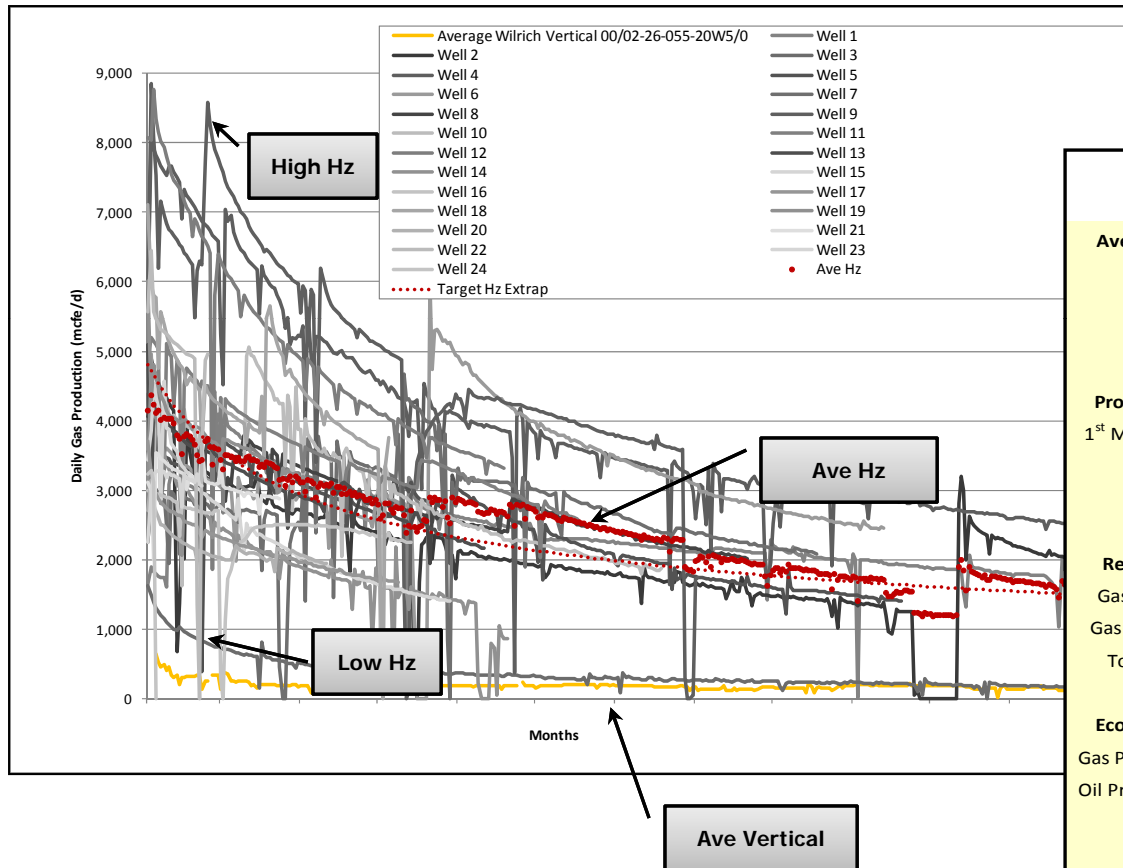 Average Wilrich Vertical 00/02-26-055-20W5/0
Well 1
Well 2
Well 3
Well 4
Well 5
Well 6
Well 7
Well 8
Well 9
Well 10
Well 11
Well 12
Well 13
Well 14
Well 15
Well 16
Well 17
Well 18
Well 19
Well 20
Well 21
Well 22
Well 23
Well 24
Ave Hz
Target Hz Extrap
9,000
8,000
7,000
6,000
5,000
4,000
3,000
2,000
1,000
0
Daily Gas Production (mcfe/d)
Months
High Hz
Ave Hz
Low Hz
Ave Vertical
Ave
Pro
1st M
Re
Gas
Gas
To
Eco
Gas P
Oil Pr